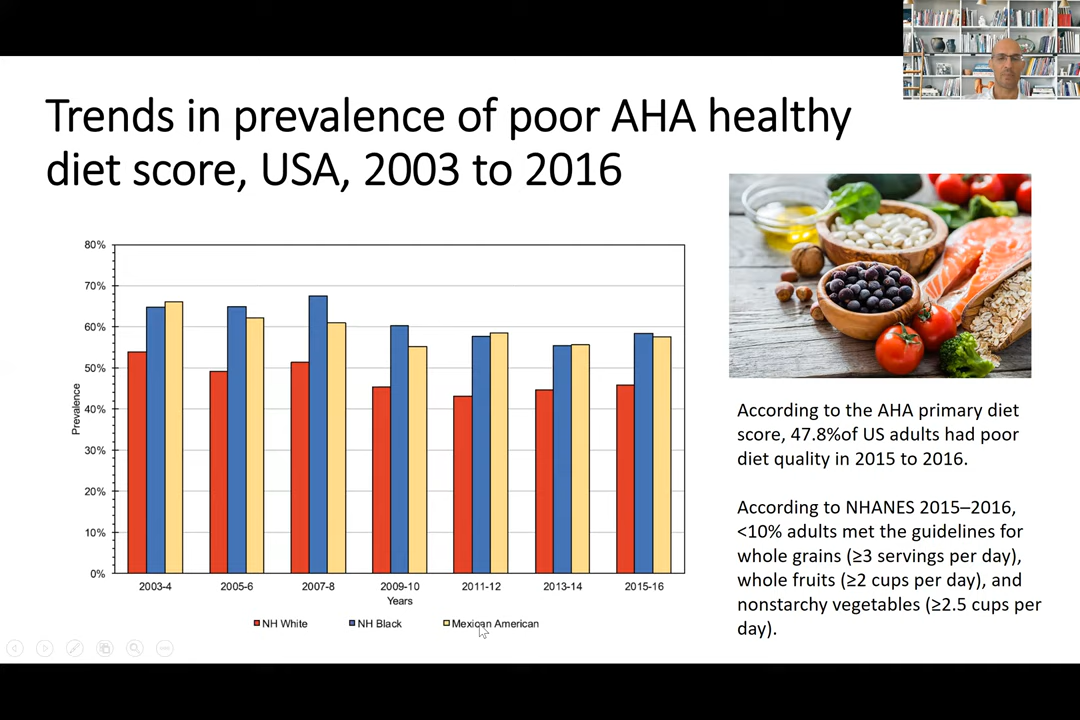 Trends in prevalence of poor AHA healthy
diet score, USA, 2003 to 2016
80%
70%
60%
50%
40%
30%
20%
10%
0%
Prevalence
2003-4 2005-6 2007-8 2009-10 2011-12 2013-14 2015-16
Years
NH White NH Black Mexican American
According to the AHA primary diet
score, 47.8%of US adults had poor
diet quality in 2015 to 2016.
According to NHANES 2015–2016,
<10% adults met the guidelines for
whole grains (≥3 servings per day),
whole fruits (≥2 cups per day), and
nonstarchy vegetables (≥2.5 cups per
day).